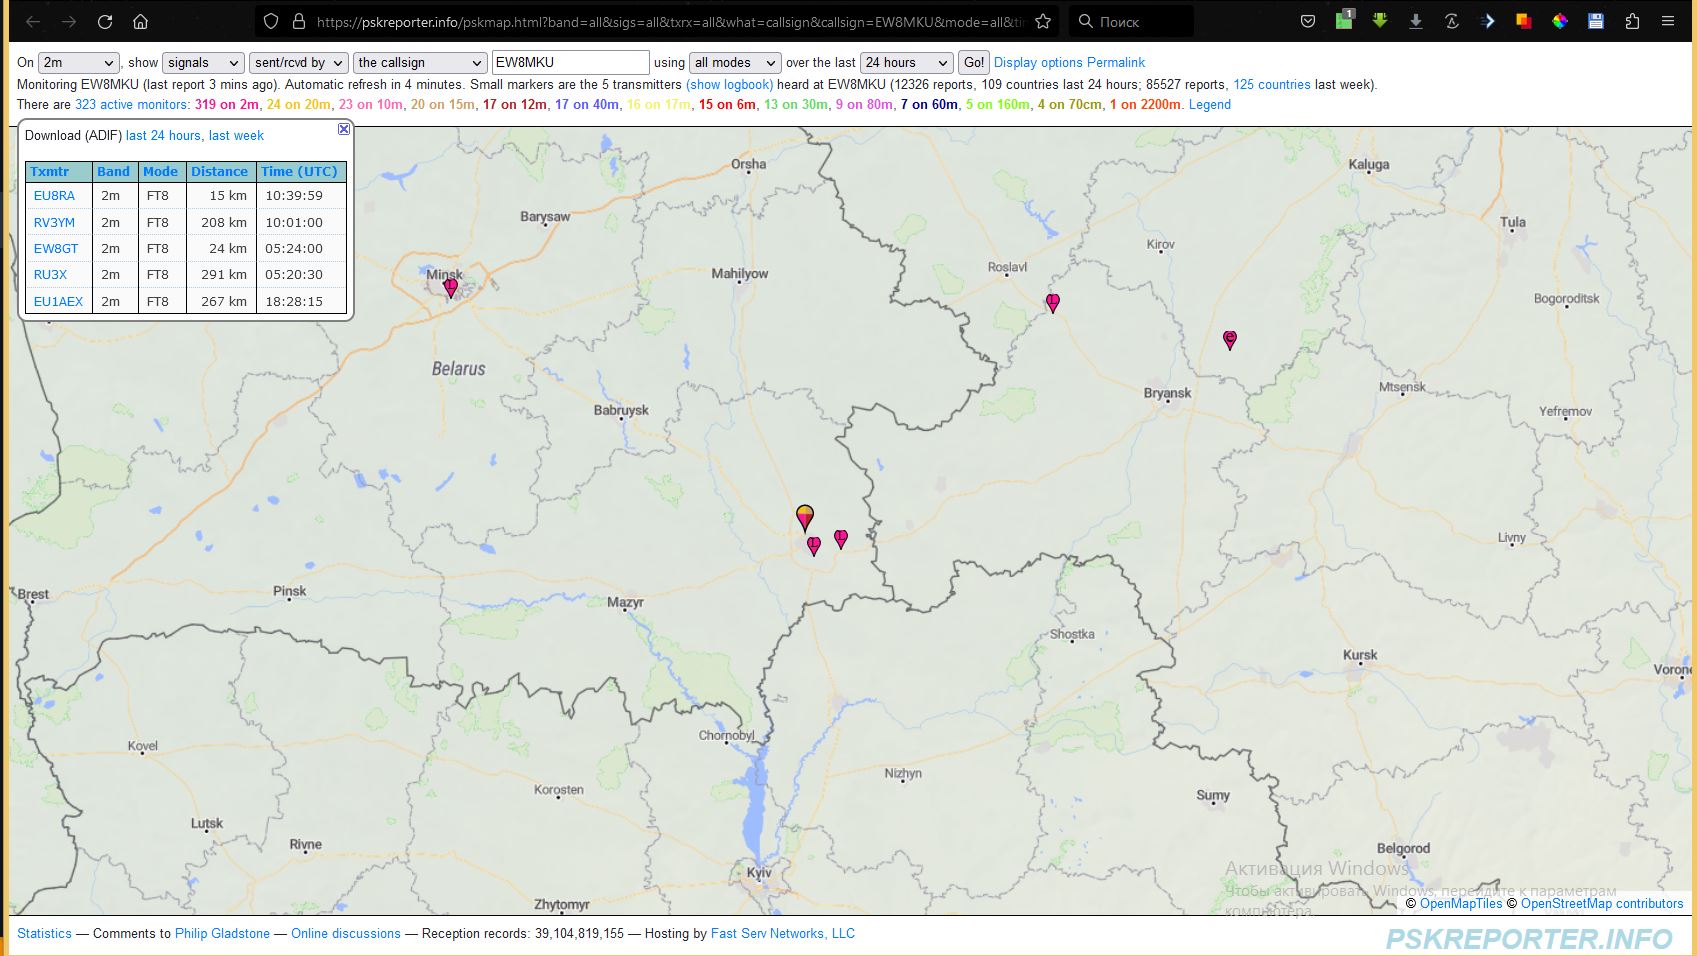 https://pskreporter.info/pskmap.html?band=all&sigs=all&txrx=all&what=callsign&callsign=EW8MKU&mode=all&ti
Поиск
1
On 2m, show signals sent/rcvd by the callsign EW8MKU using all modes over the last 24 hours Go! Display options Permalink
Monitoring EW8MKU (last report 3 mins ago). Automatic refresh in 4 minutes. Small markers are the 5 transmitters (show logbook) heard at EW8MKU (12326 reports, 109 countries last 24 hours; 85527 reports, 125 countries last week).
There are 323 active monitors: 319 on 2m, 24 on 20m, 23 on 10m, 20 on 15m, 17 on 12m, 17 on 40m, 16 on 17m, 15 on 6m, 13 on 30m, 9 on 80m, 7 on 60m, 5 on 160m, 4 on 70cm, 1 on 2200m. Legend
Download (ADIF) last 24 hours, last week
Txmtr Band Mode Distance Time (UTC)
EU8RA 2m FT8 15 km 10:39:59
RV3YM 2m FT8 208 km 10:01:00
EW8GT 2m FT8 24 km 05:24:00
RU3X 2m FT8 291 km 05:20:30
EU1AEX 2m FT8 267 km 18:28:15
Orsha
Kaluga
Barysaw
Tula
Kirov
Minsk
Mahilyow
Roslavl
Bogoroditsk
Belarus
Bryansk
Mtsensk
Babruysk
Yefremov
Livny
Brest
Pinsk
Mazyr
Shostka
Kursk
Vorone
Kovel
Chornobyl
Nizhyn
Korosten
Sumy
Lutsk
Rivne
Belgorod
Kyiv
Zhytomyr
Активация Windows
Чтобы активировать Windows, перейдите к параметрам
компьютера.
© OpenMapTiles © OpenStreetMap contributors
Statistics — Comments to Philip Gladstone — Online discussions — Reception records: 39,104,819,155 — Hosting by Fast Serv Networks, LLC
PSKREPORTER.INFO